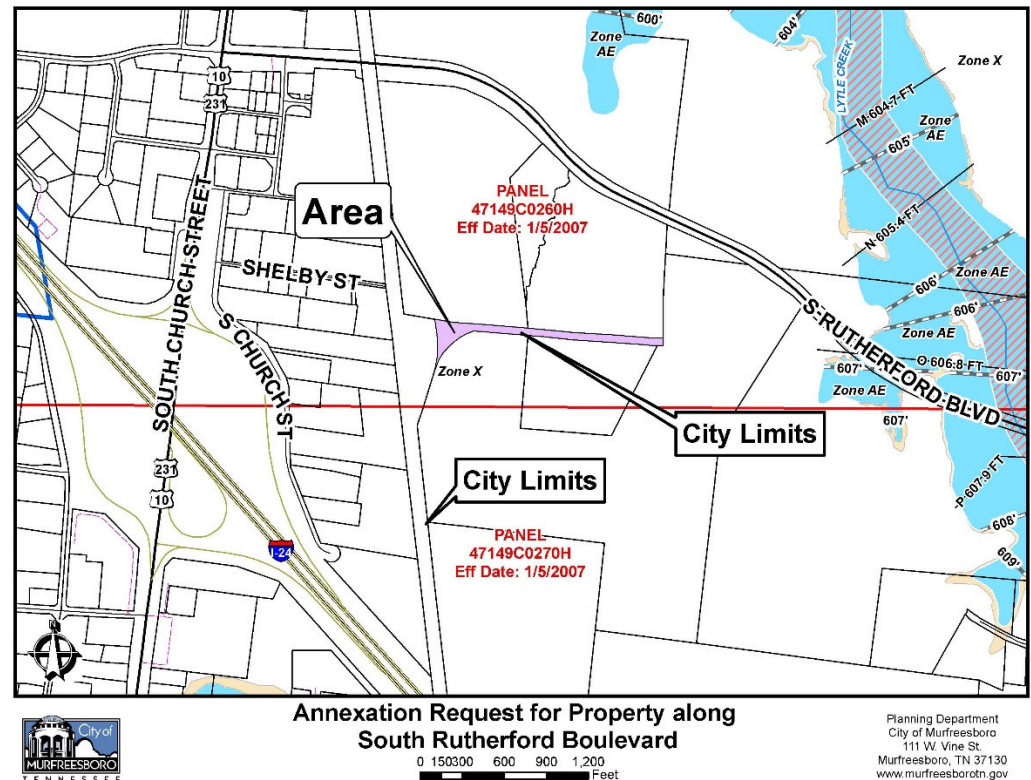 600'
Zone
AE
604'
Zone X
LYTLE CREEK
M 604.7 FT
Zone
AE
605'
10
231
PANEL
47149C0260H
Eff Date: 1/5/2007
Area
N 605.4 FT
SOUTH CHURCH STREET
SHELBY ST
Zone AE
606'
606'
S CHURCH ST
S RUTHERFORD BLVD
Zone AE
O 606.8 FT
607'
607'
Zone X
Zone AE
607'
City Limits
231
10
City Limits
P 607.9 FT
I-24
PANEL
47149C0270H
Eff Date: 1/5/2007
608'
609'
Annexation Request for Property along
South Rutherford Boulevard
0 150300 600 900 1,200
Feet
City of
MURFREESBORO
TENNESSEE
Planning Department
City of Murfreesboro
111 W. Vine St.
Murfreesboro, TN 37130
www.murfreesborotn.gov